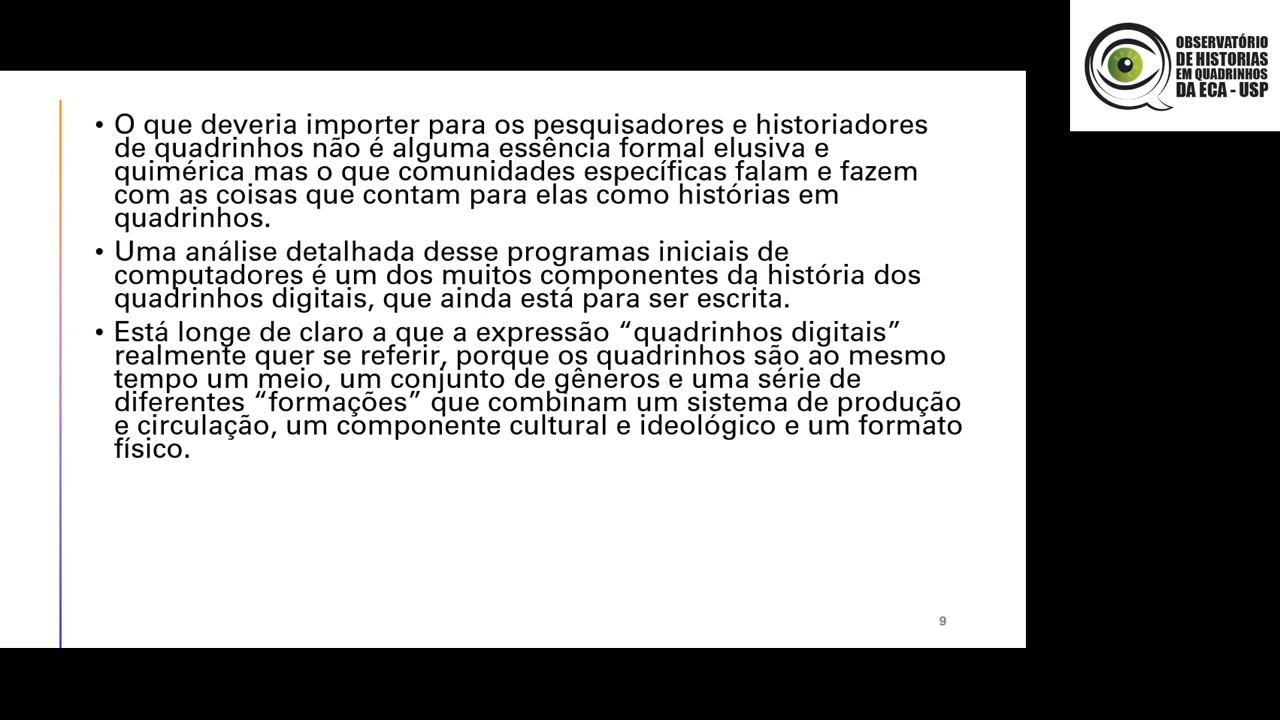 OBSERVATÓRIO
DE HISTORIAS
EM QUADRINHOS
DA ECA - USP
• O que deveria importer para os pesquisadores e historiadores
de quadrinhos não é alguma essência formal elusiva e
quimérica mas o que comunidades específicas falam e fazem
com as coisas que contam para elas como histórias em
quadrinhos.
• Uma análise detalhada desse programas iniciais de
computadores é um dos muitos componentes da história dos
quadrinhos digitais, que ainda está para ser escrita.
• Está longe de claro a que a expressão “quadrinhos digitais”
realmente quer se referir, porque os quadrinhos são ao mesmo
tempo um meio, um conjunto de gêneros e uma série de
diferentes “formações” que combinam um sistema de produção
e circulação, um componente cultural e ideológico e um formato
físico.
9